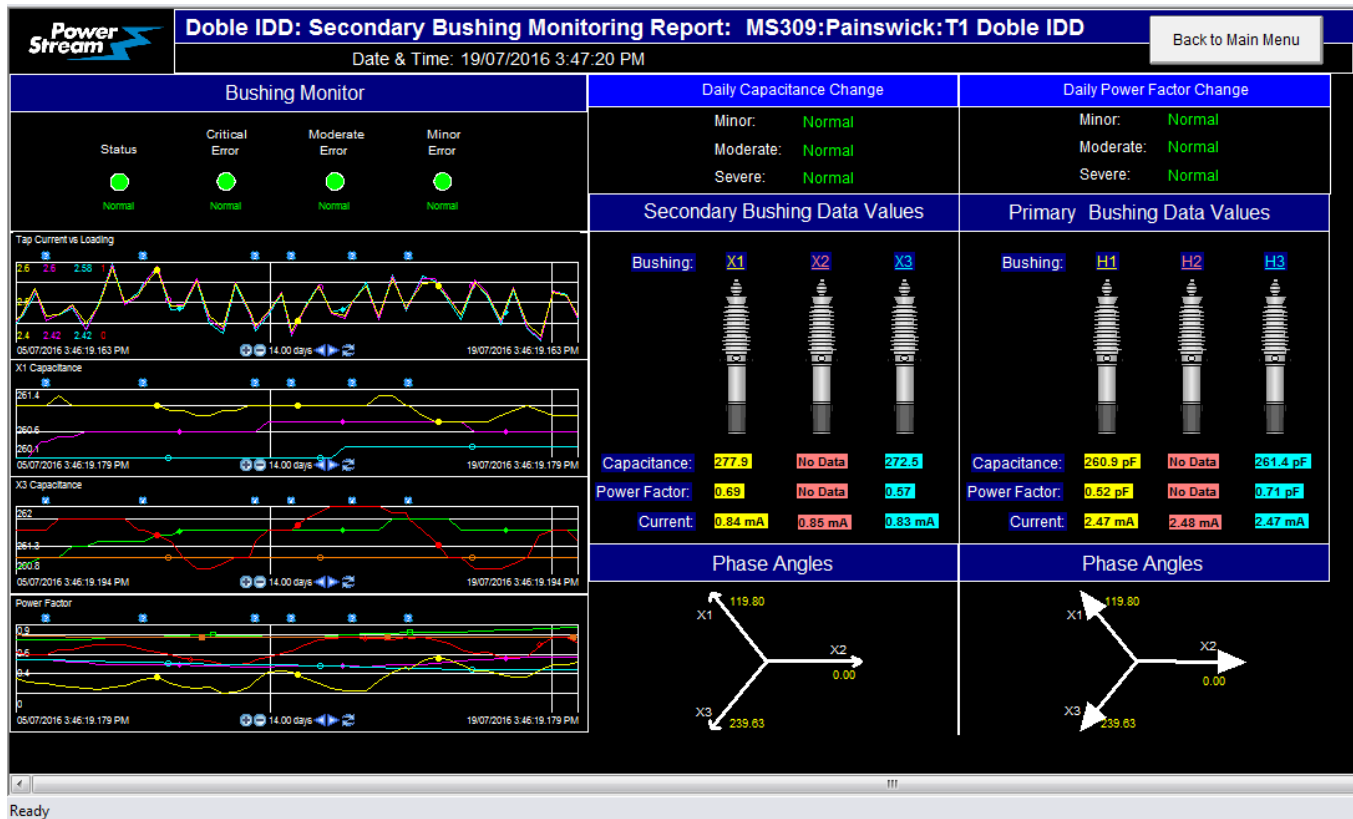 Power Stream
Doble IDD: Secondary Bushing Monitoring Report: MS309:Painswick:T1 Doble IDD
Back to Main Menu
Date & Time: 19/07/2016 3:47:20 PM
Bushing Monitor
Status
Critical Error
Moderate Error
Minor Error
Normal Normal Normal Normal
Tap Current vs Loading
2.6 2.6 2.58 1
2.5
2.4 2.42 2.42 0
05/07/2016 3:46:19.163 PM 14.00 days 19/07/2016 3:46:19.163 PM
X1 Capacitance
261.4
260.6
260.1
05/07/2016 3:46:19.179 PM 14.00 days 19/07/2016 3:46:19.179 PM
X3 Capacitance
262
261.3
260.8
05/07/2016 3:46:19.194 PM 14.00 days 19/07/2016 3:46:19.194 PM
Power Factor
0.9
0.4
0
05/07/2016 3:46:19.179 PM 14.00 days 19/07/2016 3:46:19.179 PM
Daily Capacitance Change
Minor: Normal
Moderate: Normal
Severe: Normal
Daily Power Factor Change
Minor: Normal
Moderate: Normal
Severe: Normal
Secondary Bushing Data Values
Bushing: X1 X2 X3
Capacitance: 277.9 No Data 272.5
Power Factor: 0.69 No Data 0.57
Current: 0.84 mA 0.85 mA 0.83 mA
Primary Bushing Data Values
Bushing: H1 H2 H3
Capacitance: 260.9 pF No Data 261.4 pF
Power Factor: 0.52 pF No Data 0.71 pF
Current: 2.47 mA 2.48 mA 2.47 mA
Phase Angles
119.80
X1
X2
0.00
X3
239.63
Phase Angles
119.80
X1
X2
0.00
X3
239.63
Ready